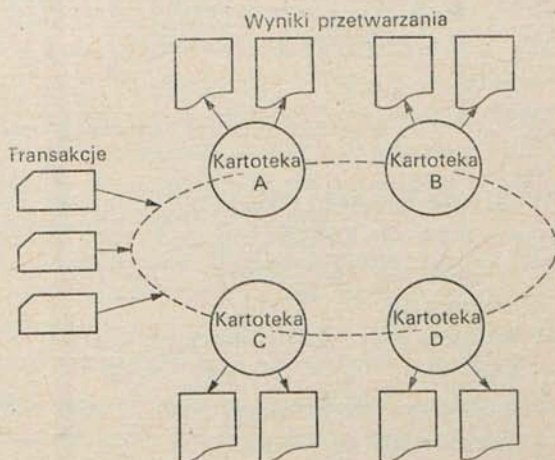 Wyniki przetwarzania
Transakcje
Kartoteka
A
Kartoteka
B
Kartoteka
C
Kartoteka
D